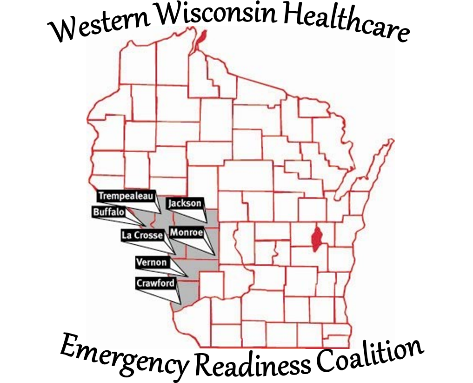 Western Wisconsin Healthcare
Trempealeau
Jackson
Buffalo
La Crosse
Monroe
Vernon
Crawford
Emergency Readiness Coalition